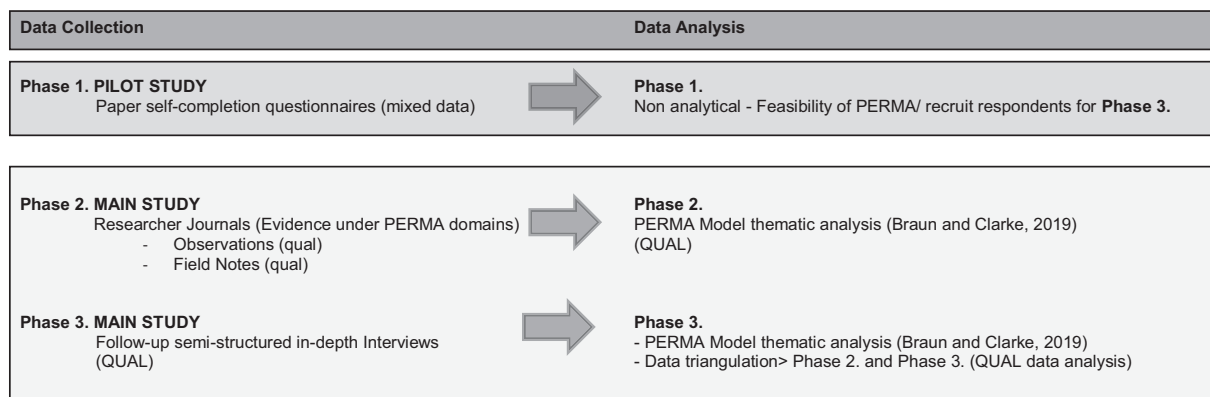 Data Collection
Data Analysis
Phase 1. PILOT STUDY
Paper self-completion questionnaires (mixed data)
Phase 1.
Non analytical - Feasibility of PERMA/ recruit respondents for Phase 3.
Phase 2. MAIN STUDY
Researcher Journals (Evidence under PERMA domains)
- Observations (qual)
- Field Notes (qual)
Phase 2.
PERMA Model thematic analysis (Braun and Clarke, 2019)
(QUAL)
Phase 3. MAIN STUDY
Follow-up semi-structured in-depth Interviews
(QUAL)
Phase 3.
- PERMA Model thematic analysis (Braun and Clarke, 2019)
- Data triangulation> Phase 2. and Phase 3. (QUAL data analysis)